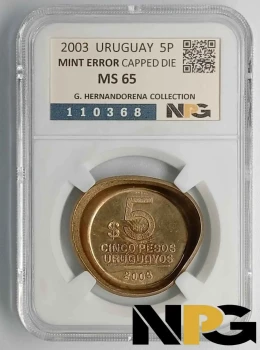 2003 URUGUAY 5P
MINT ERROR CAPPED DIE
MS 65
G. HERNANDORENA COLLECTION
110368
NPG
$ 5
CINCO PESOS
URUGUAYOS
2003
NPG